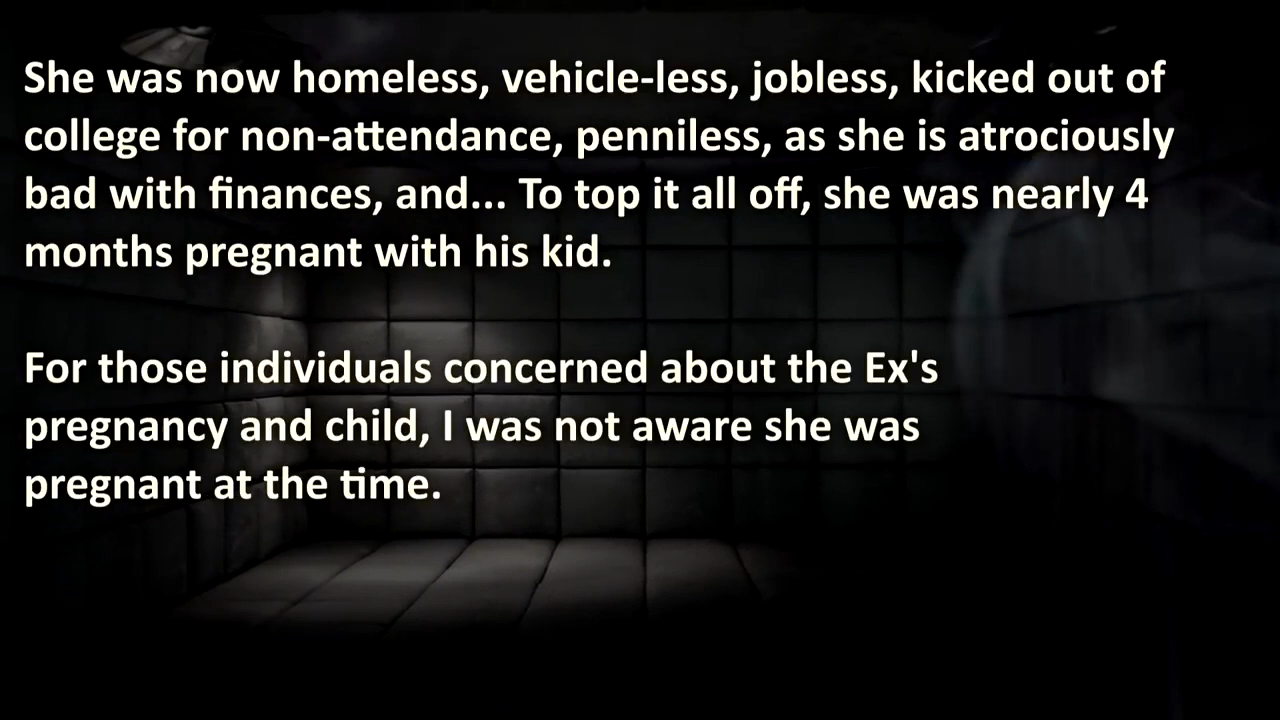 She was now homeless, vehicle-less, jobless, kicked out of
college for non-attendance, penniless, as she is atrociously
bad with finances, and... To top it all off, she was nearly 4
months pregnant with his kid.
For those individuals concerned about the Ex's
pregnancy and child, I was not aware she was
pregnant at the time.